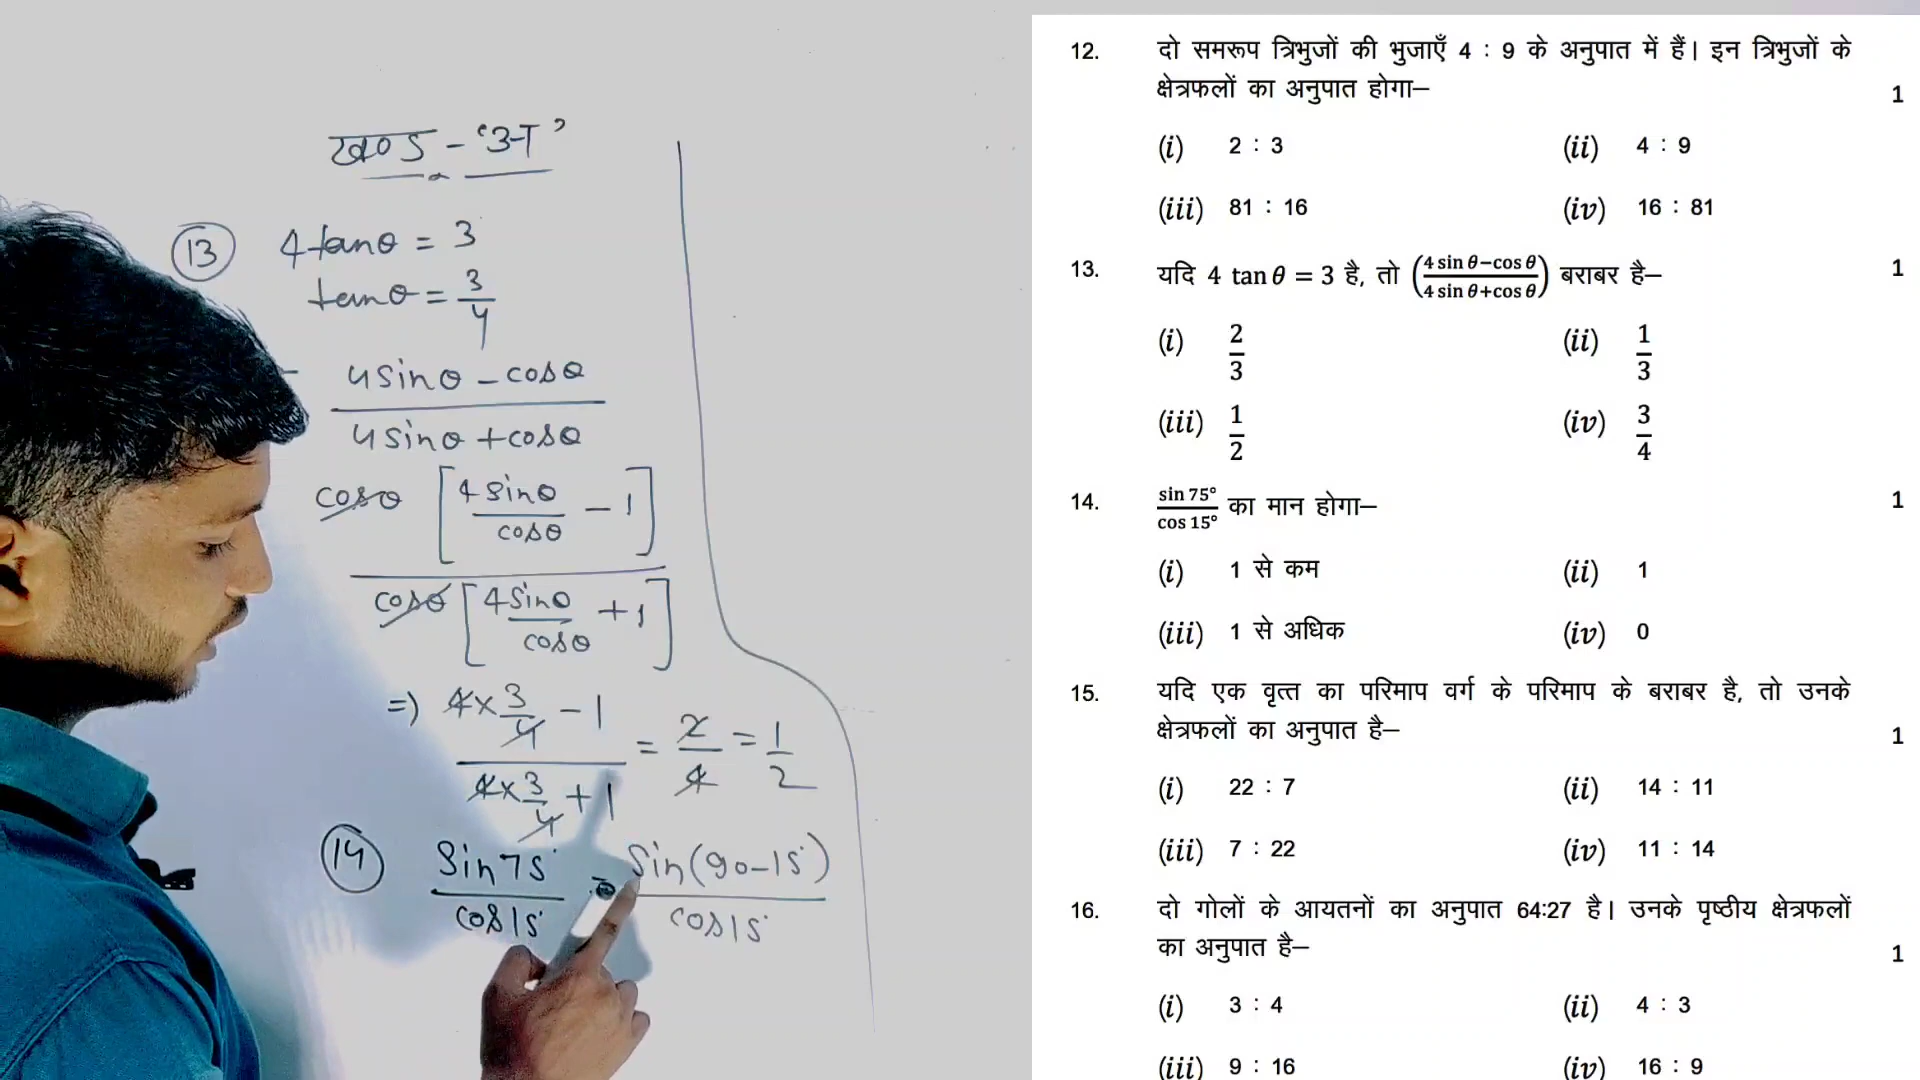 खण्ड - 'अ'
13 4tanθ = 3
tanθ = 3/4
4sinθ - cosθ / 4sinθ + cosθ
cosθ [4sinθ/cosθ - 1]
cosθ [4sinθ/cosθ + 1]
=) 4×3/4 - 1 / 4×3/4 + 1 = 2/4 = 1/2
14 Sin75°/cos15° = Sin(90-15°)/cos15°
12. दो समरूप त्रिभुजों की भुजाएँ 4 : 9 के अनुपात में हैं। इन त्रिभुजों के
क्षेत्रफलों का अनुपात होगा– 1
(i) 2 : 3 (ii) 4 : 9
(iii) 81 : 16 (iv) 16 : 81
13. यदि 4 tan θ = 3 है, तो (4 sin θ−cos θ / 4 sin θ+cos θ) बराबर है– 1
(i) 2/3 (ii) 1/3
(iii) 1/2 (iv) 3/4
14. sin 75°/cos 15° का मान होगा– 1
(i) 1 से कम (ii) 1
(iii) 1 से अधिक (iv) 0
15. यदि एक वृत्त का परिमाप वर्ग के परिमाप के बराबर है, तो उनके
क्षेत्रफलों का अनुपात है– 1
(i) 22 : 7 (ii) 14 : 11
(iii) 7 : 22 (iv) 11 : 14
16. दो गोलों के आयतनों का अनुपात 64:27 है। उनके पृष्ठीय क्षेत्रफलों
का अनुपात है– 1
(i) 3 : 4 (ii) 4 : 3
(iii) 9 : 16 (iv) 16 : 9